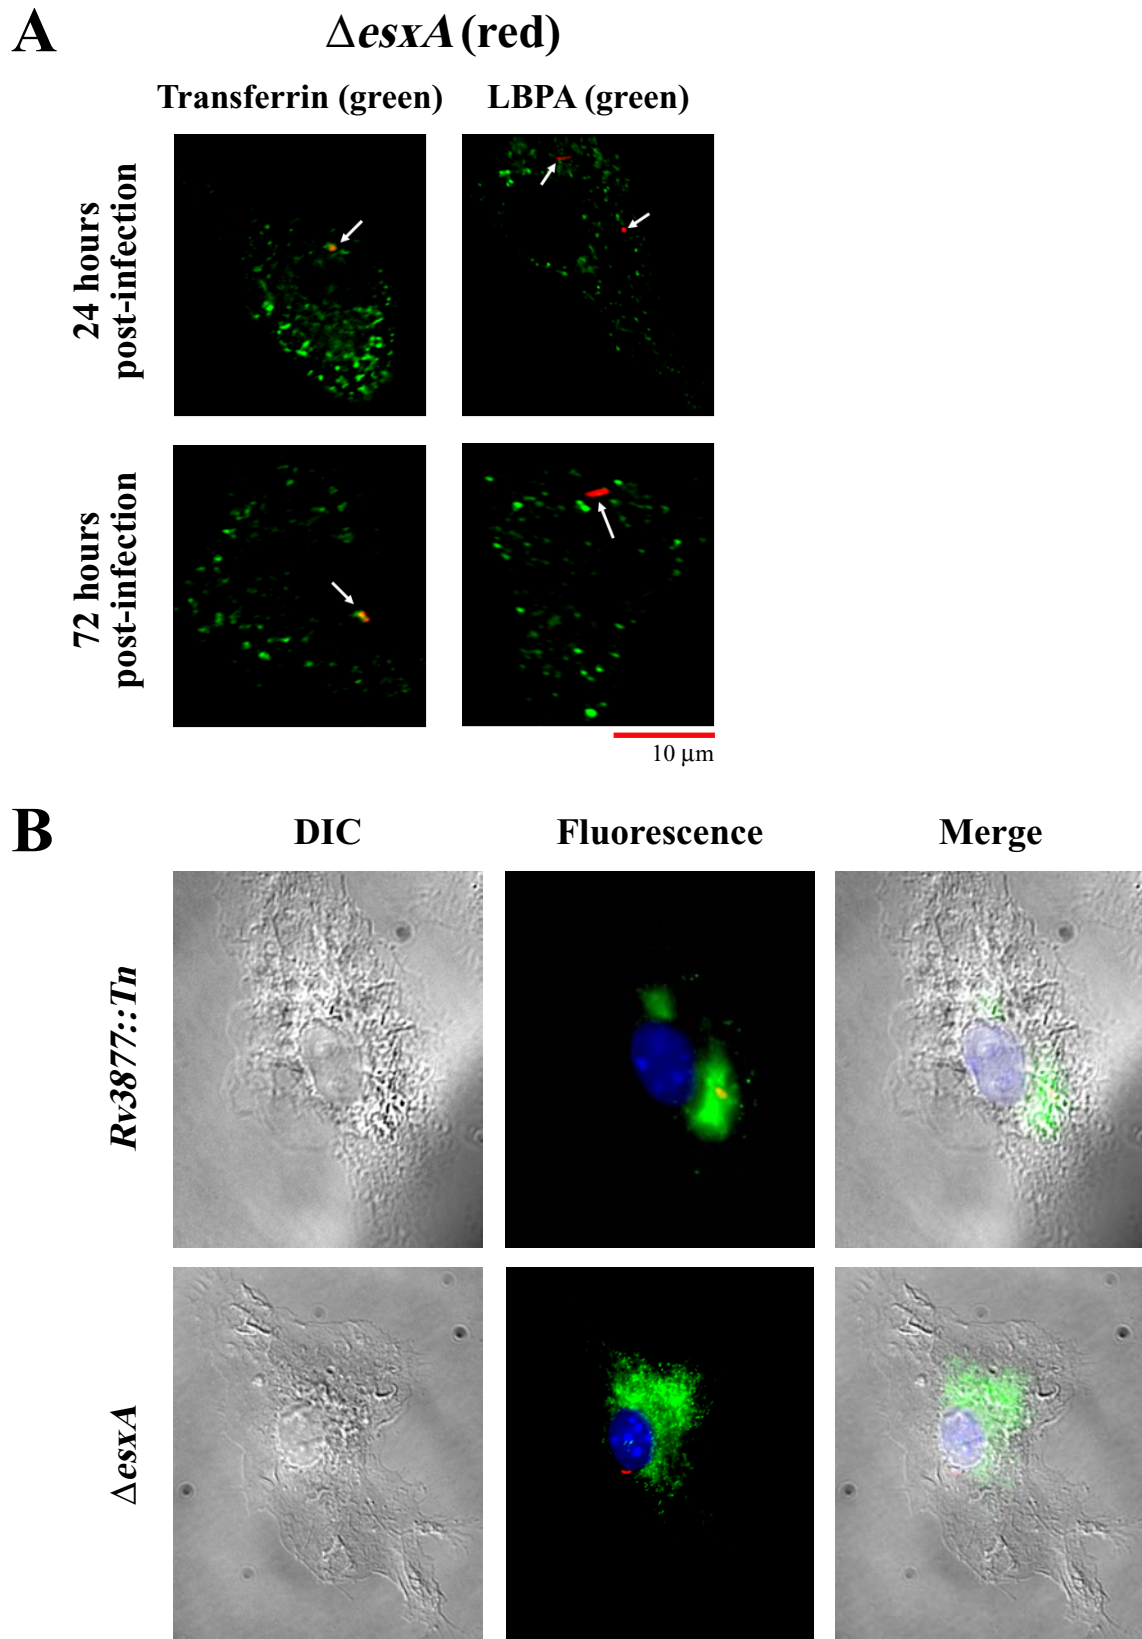 A
ΔesxA (red)
Transferrin (green) LBPA (green)
24 hours
post-infection
72 hours
post-infection
10 μm
B
DIC Fluorescence Merge
Rv3877::Tn
ΔesxA